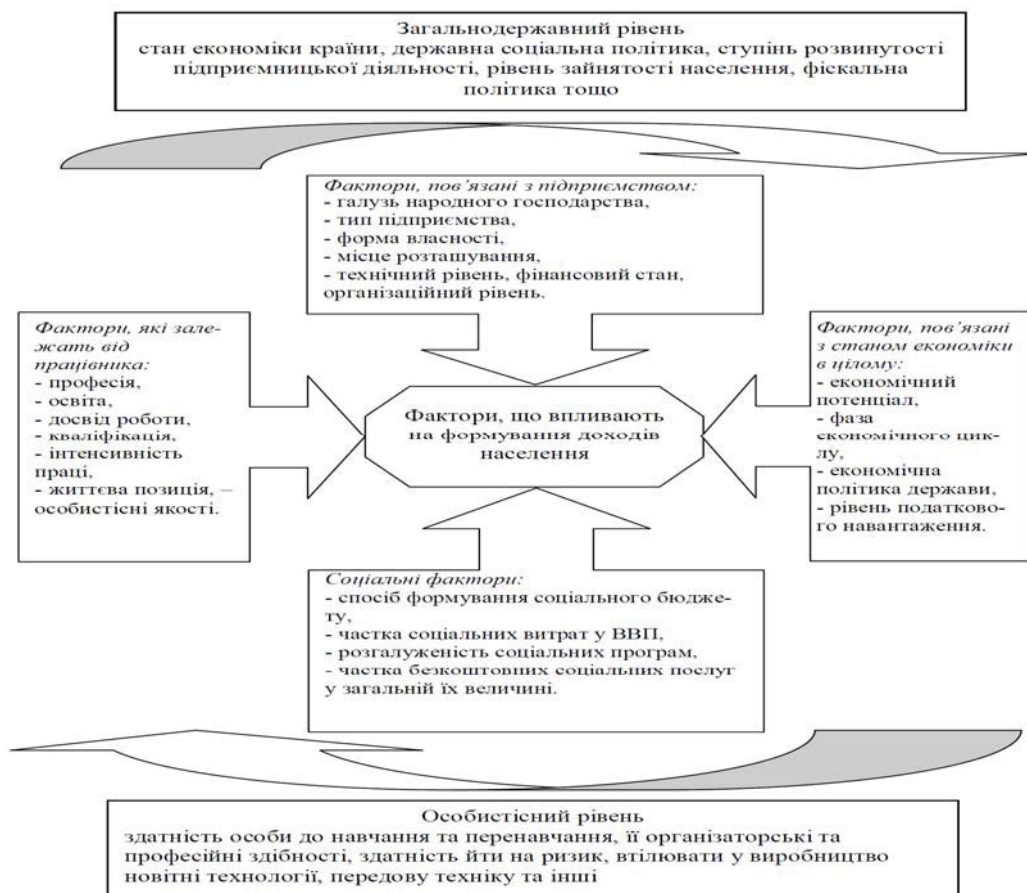 Загальнодержавний рівень
стан економіки країни, державна соціальна політика, ступінь розвинутості
підприємницької діяльності, рівень зайнятості населення, фіскальна
політика тощо
Фактори, пов’язані з підприємством:
- галузь народного господарства,
- тип підприємства,
- форма власності,
- місце розташування,
- технічний рівень, фінансовий стан,
організаційний рівень.
Фактори, які зале-
жать від
працівника:
- професія,
- освіта,
- досвід роботи,
- кваліфікація,
- інтенсивність
праці,
- життєва позиція, –
особистісні якості.
Фактори, що впливають
на формування доходів
населення
Фактори, пов’язані
з станом економіки
в цілому:
- економічний
потенціал,
- фаза
економічного цик-
лу,
- економічна
політика держави,
- рівень податково-
го навантаження.
Соціальні фактори:
- спосіб формування соціального бюдже-
ту,
- частка соціальних витрат у ВВП,
- розгалуженість соціальних програм,
- частка безкоштовних соціальних послуг
у загальній їх величині.
Особистісний рівень
здатність особи до навчання та перенавчання, її організаторські та
професійні здібності, здатність йти на ризик, втілювати у виробництво
новітні технології, передову техніку та інші